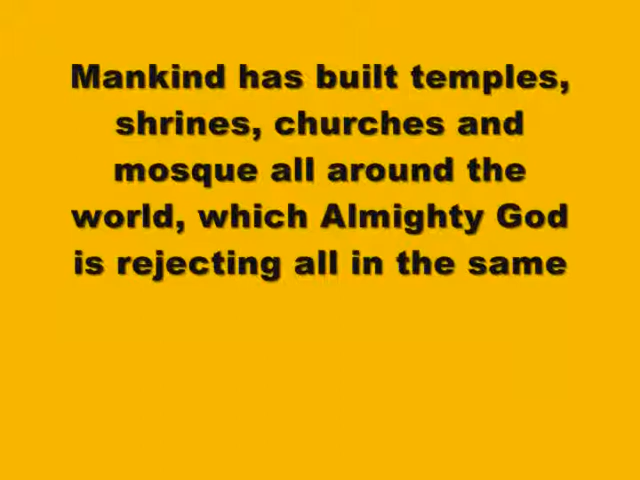 Mankind has built temples,
shrines, churches and
mosque all around the
world, which Almighty God
is rejecting all in the same